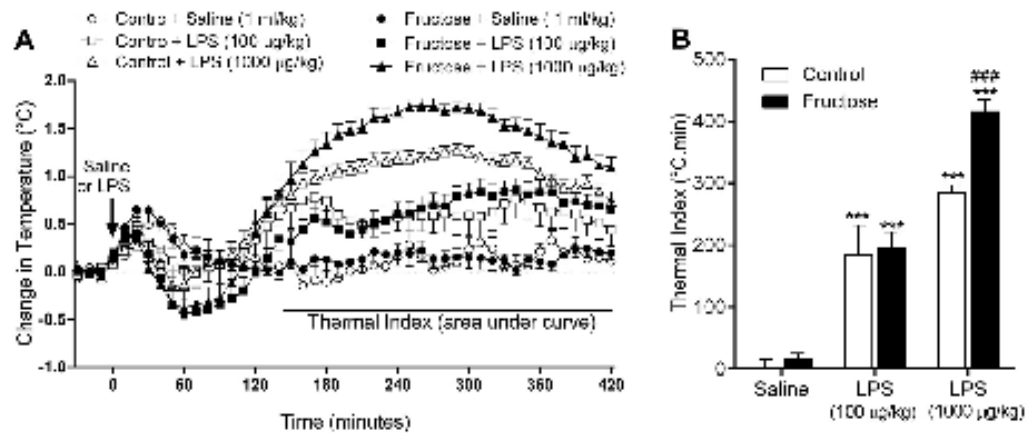 A
Contro + Saline (1 ml/kg)
Contro + LPS (100 µg/kg)
Control + LPS (1000 µg/kg)
Fructose + Saline (1 ml/kg)
Fructose – LPS (100 µg/kg)
Fructose – LPS (1000 µg/kg)
Change in Temperature (°C)
2.0
1.5
1.0
0.5
0.0
-0.5
-1.0
Saline
or LPS
Thermal Index (area under curve)
0 60 120 180 240 300 360 420
Time (minutes)
B
Thermal Index (°C.min)
500
400
300
200
100
0
Control
Fructose
***
***
***
###
***
Saline LPS LPS
(100 µg/kg) (1000 µg/kg)